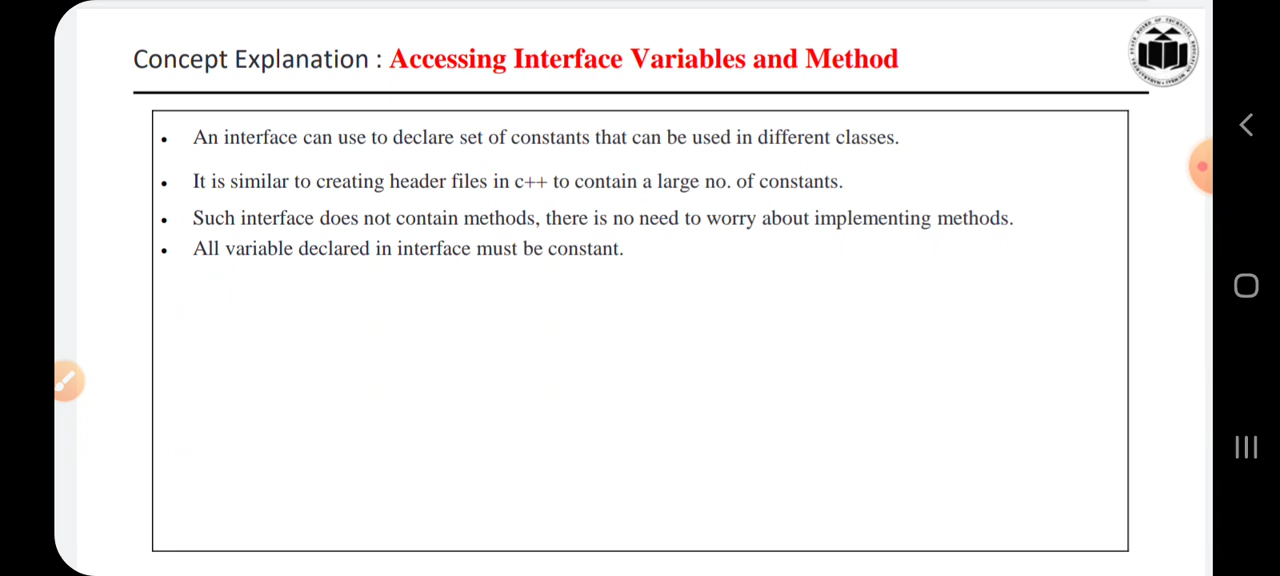 Concept Explanation : Accessing Interface Variables and Method
• An interface can use to declare set of constants that can be used in different classes.
• It is similar to creating header files in c++ to contain a large no. of constants.
• Such interface does not contain methods, there is no need to worry about implementing methods.
• All variable declared in interface must be constant.